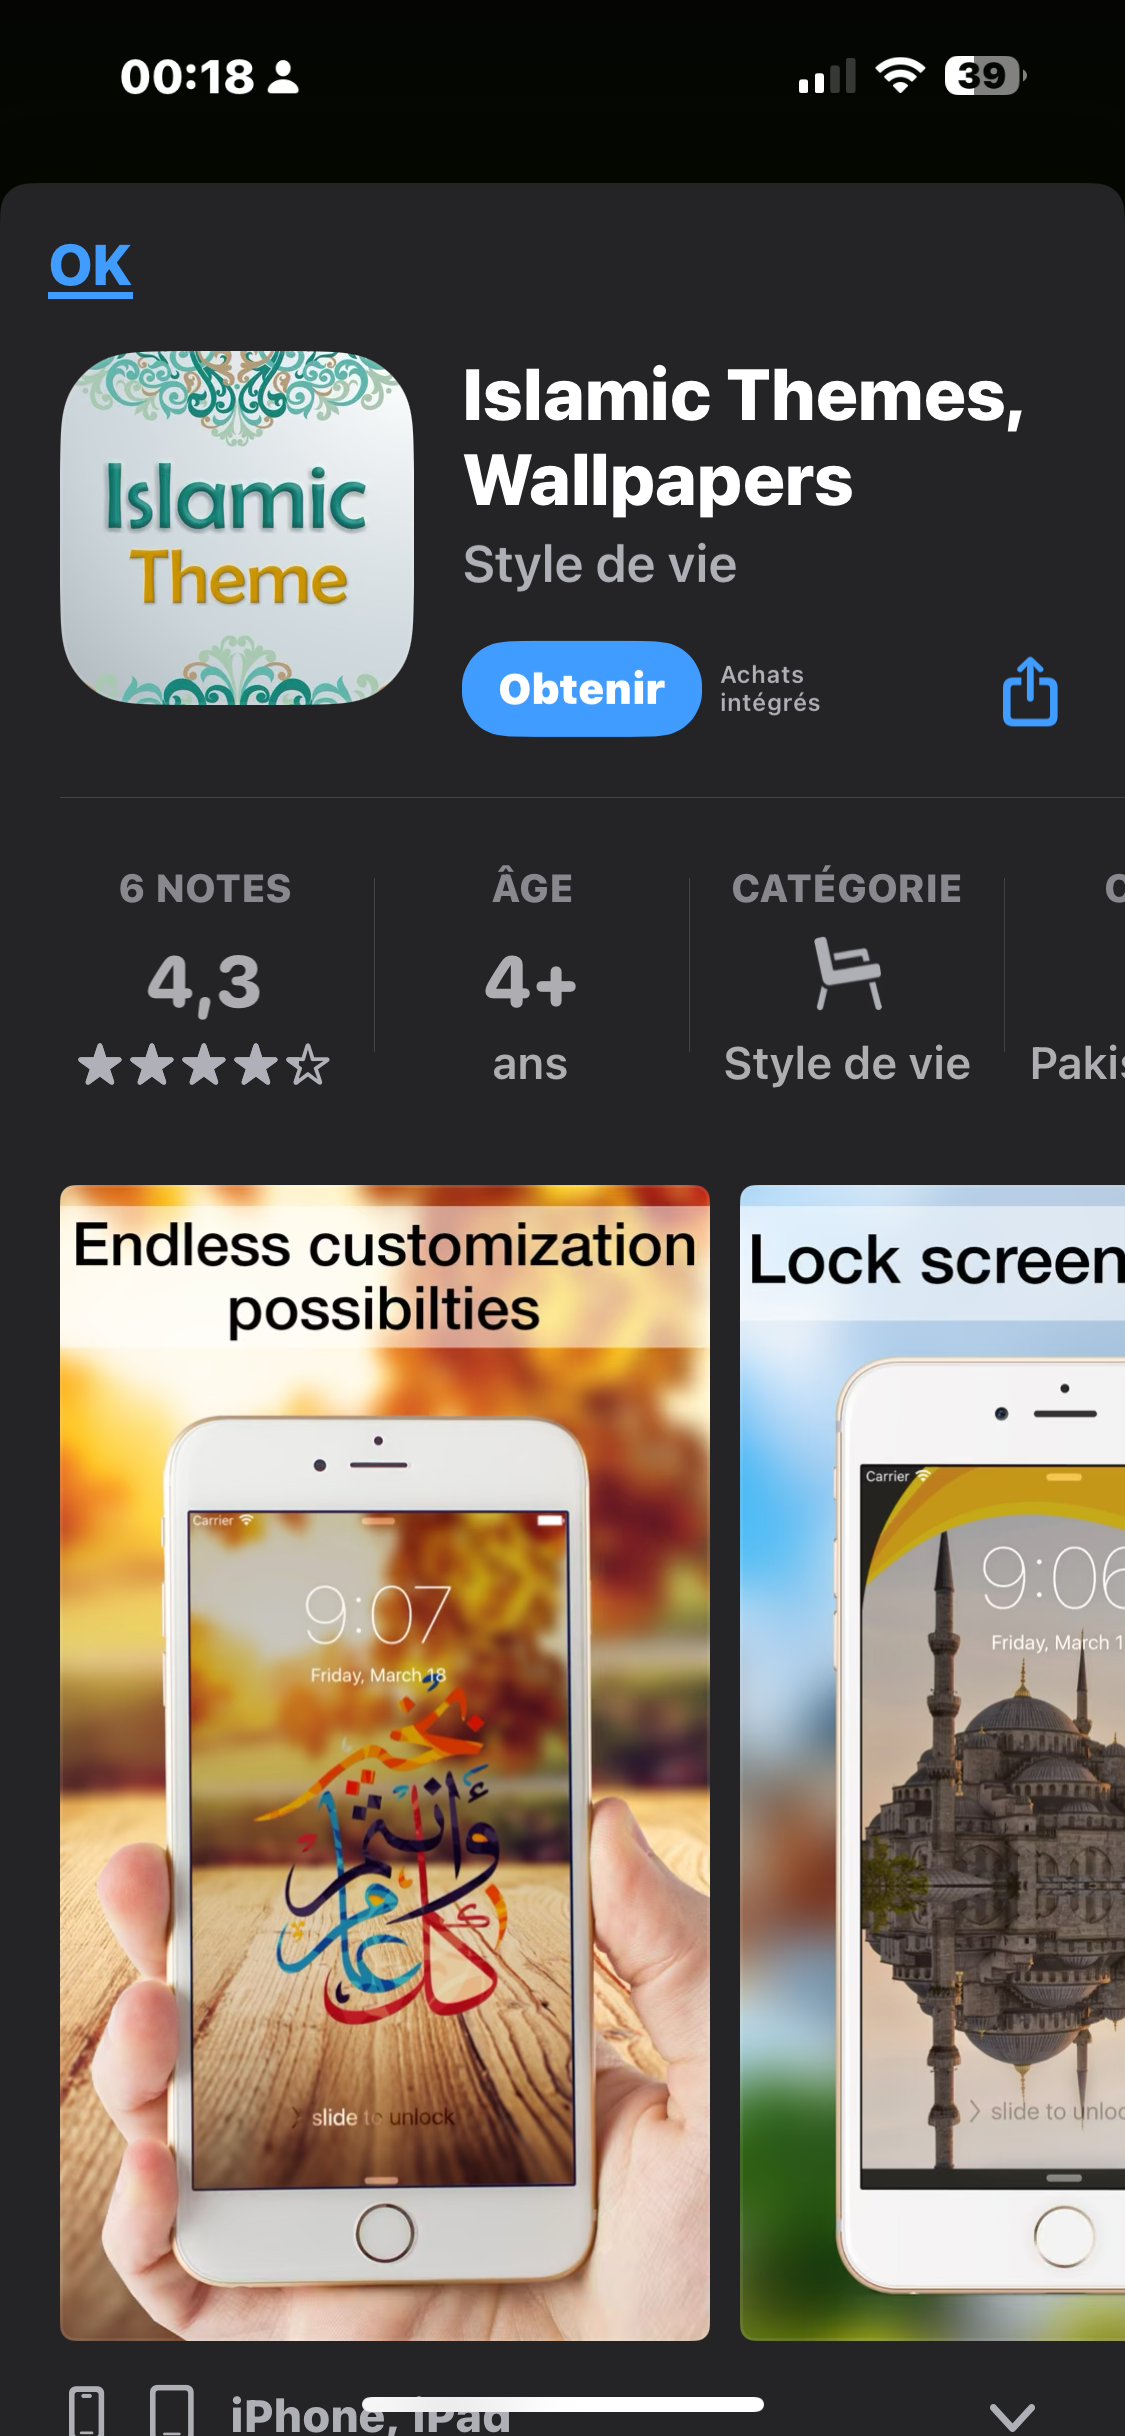 00:18
39
OK
Islamic
Theme
Islamic Themes,
Wallpapers
Style de vie
Obtenir
Achats
intégrés
6 NOTES
4,3
ÂGE
4+
ans
CATÉGORIE
Style de vie
Endless customization
possibilties
Carrier
9:07
Friday, March 18
بخير
وأنتم
عام
كل
slide to unlock
Lock screen
Carrier
9:06
Friday, March 1
slide to unloc
iPhone, iPad